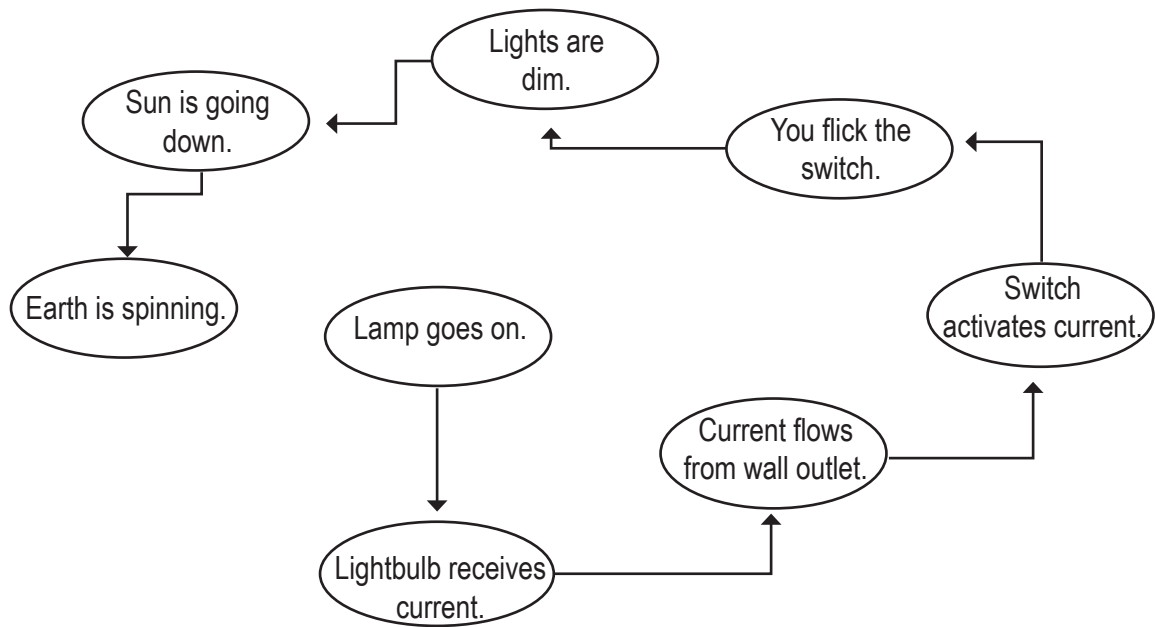 Lights are
dim.
Sun is going
down.
You flick the
switch.
Earth is spinning.
Switch
activates current.
Lamp goes on.
Current flows
from wall outlet.
Lightbulb receives
current.